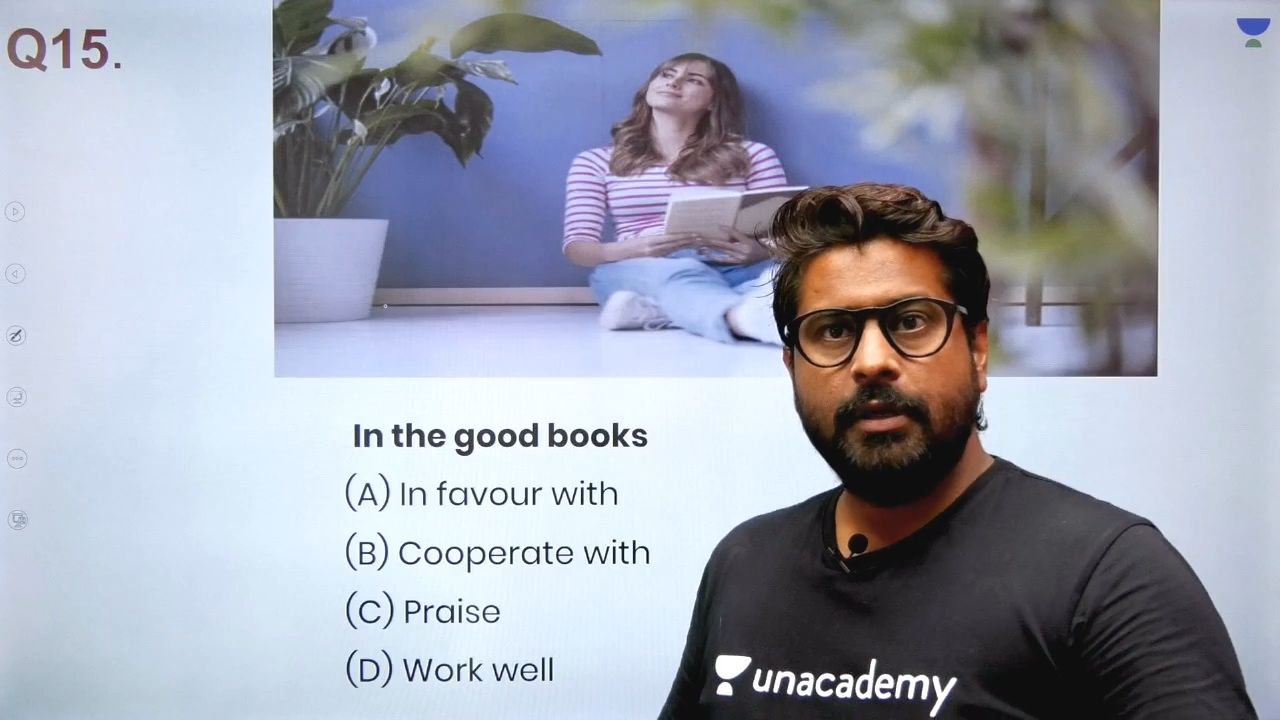 Q15.
In the good books
(A) In favour with
(B) Cooperate with
(C) Praise
(D) Work well
unacademy